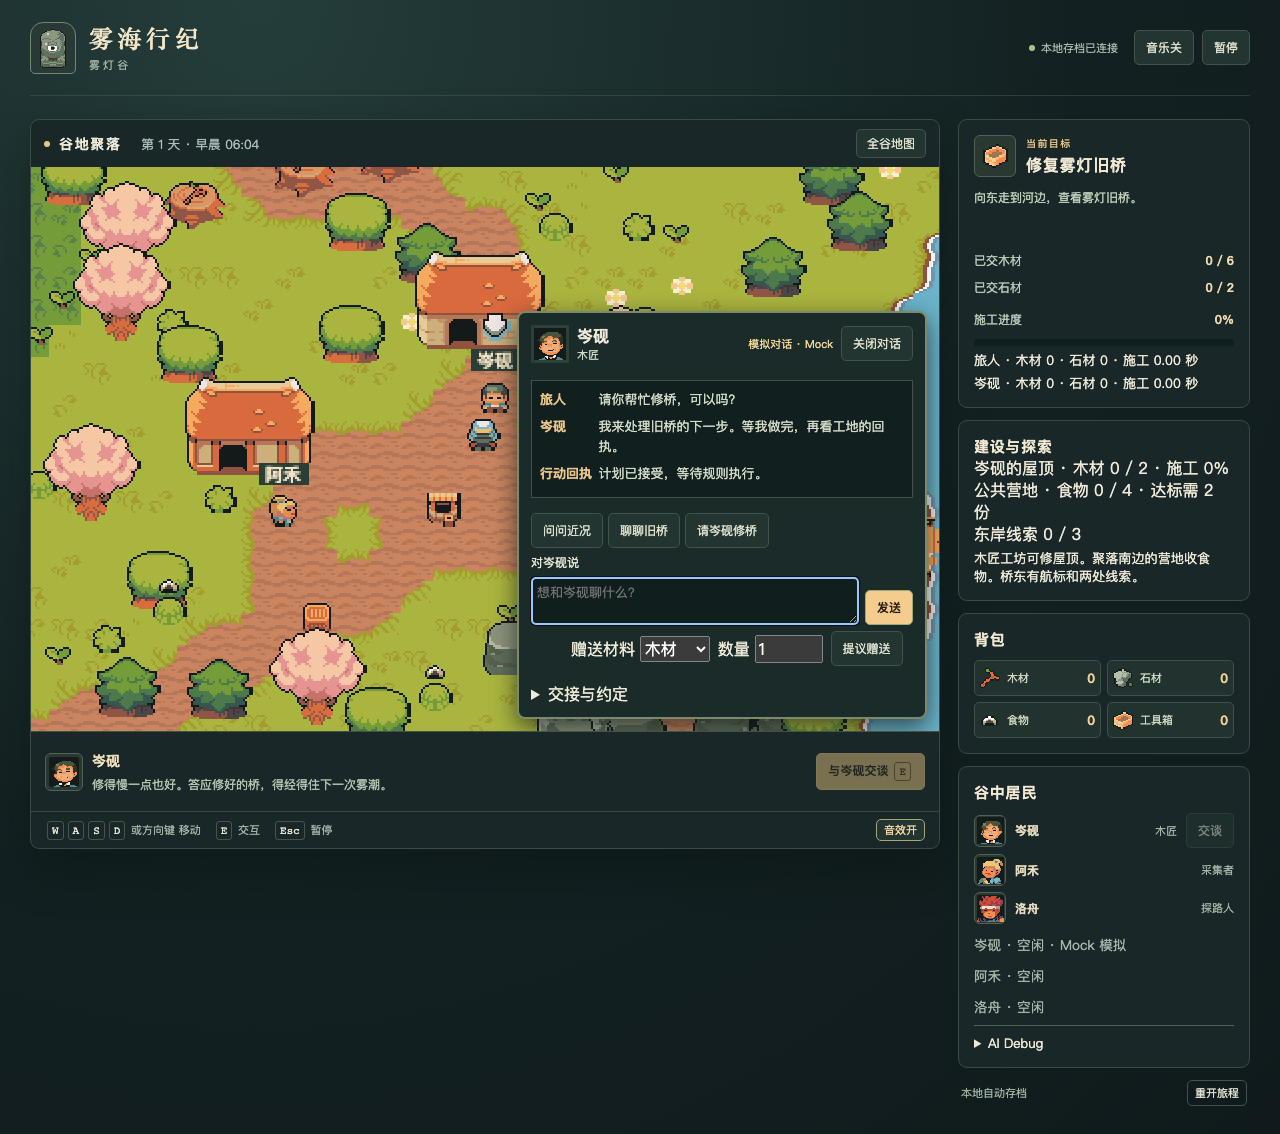 雾海行纪
雾灯谷
本地存档已连接
音乐关
暂停
谷地聚落
第 1 天 · 早晨 06:04
全谷地图
岑砚
阿禾
岑砚
木匠
模拟对话 · Mock
关闭对话
旅人 请你帮忙修桥，可以吗？
岑砚 我来处理旧桥的下一步。等我做完，再看工地的回
执。
行动回执 计划已接受，等待规则执行。
问问近况
聊聊旧桥
请岑砚修桥
对岑砚说
想和岑砚聊什么？
发送
赠送材料 木材 数量 1 提议赠送
▶ 交接与约定
岑砚
修得慢一点也好。答应修好的桥，得经得住下一次雾潮。
与岑砚交谈 E
W A S D 或方向键 移动 E 交互 Esc 暂停
音效开
当前目标
修复雾灯旧桥
向东走到河边，查看雾灯旧桥。
已交木材 0 / 6
已交石材 0 / 2
施工进度 0%
旅人 · 木材 0 · 石材 0 · 施工 0.00 秒
岑砚 · 木材 0 · 石材 0 · 施工 0.00 秒
建设与探索
岑砚的屋顶 · 木材 0 / 2 · 施工 0%
公共营地 · 食物 0 / 4 · 达标需 2
份
东岸线索 0 / 3
木匠工坊可修屋顶。聚落南边的营地收食
物。桥东有航标和两处线索。
背包
木材 0
石材 0
食物 0
工具箱 0
谷中居民
岑砚 木匠 交谈
阿禾 采集者
洛舟 探路人
岑砚 · 空闲 · Mock 模拟
阿禾 · 空闲
洛舟 · 空闲
▶ AI Debug
本地自动存档
重开旅程